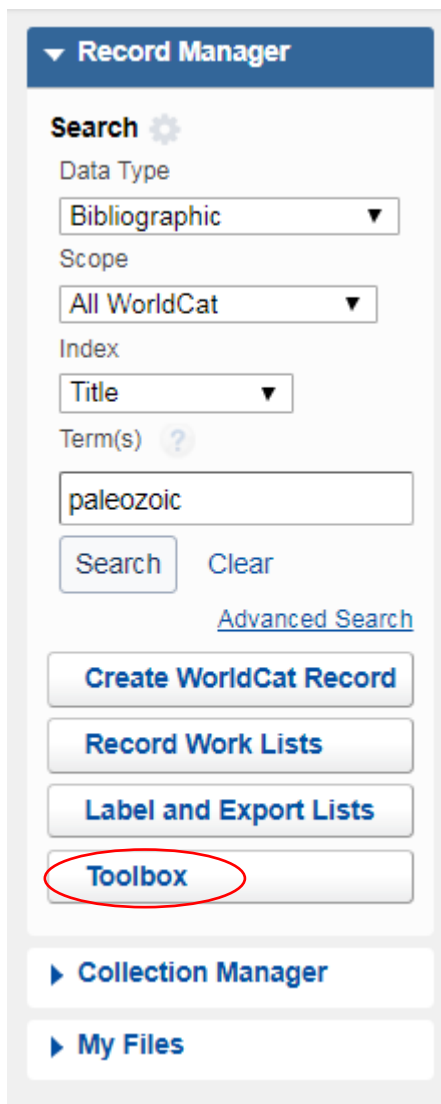 Record Manager
Search
Data Type
Bibliographic
Scope
All WorldCat
Index
Title
Term(s) ?
paleozoic
Search Clear
Advanced Search
Create WorldCat Record
Record Work Lists
Label and Export Lists
Toolbox
Collection Manager
My Files